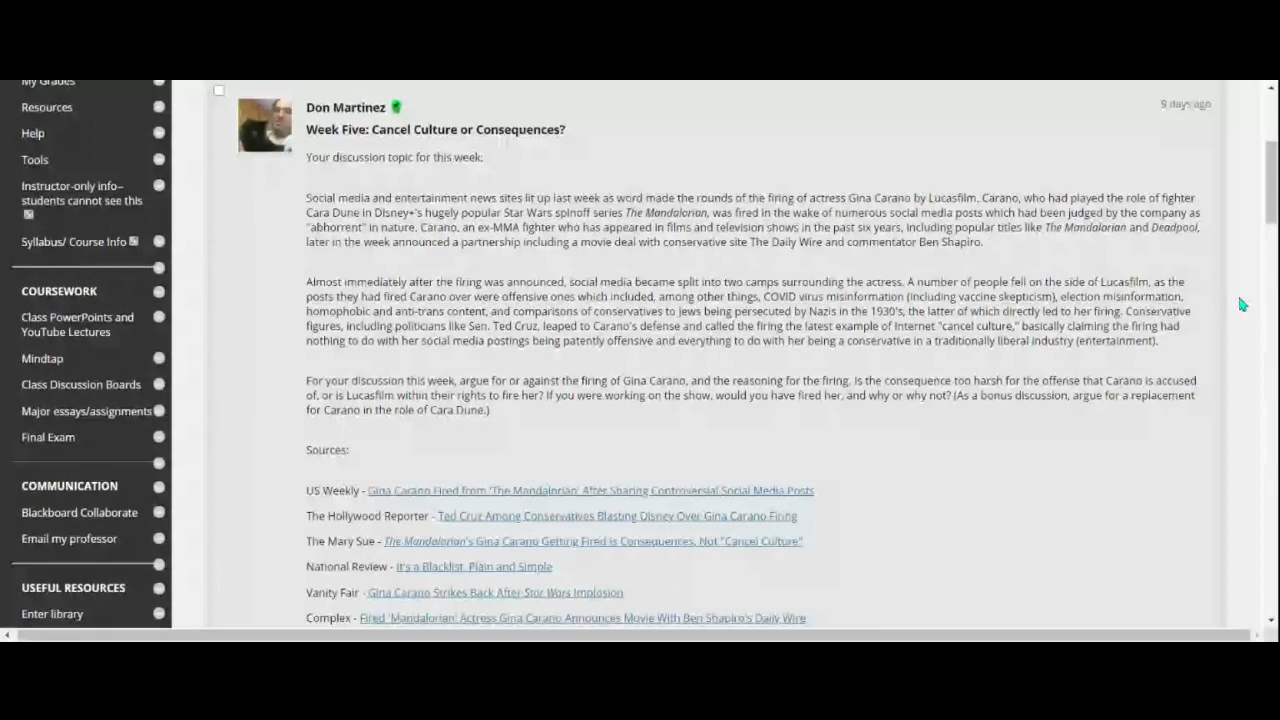 My Grades
Resources
Help
Tools
Instructor-only info--
students cannot see this
Syllabus/ Course Info
COURSEWORK
Class PowerPoints and
YouTube Lectures
Mindtap
Class Discussion Boards
Major essays/assignments
Final Exam
COMMUNICATION
Blackboard Collaborate
Email my professor
USEFUL RESOURCES
Enter library
Don Martinez
9 days ago
Week Five: Cancel Culture or Consequences?
Your discussion topic for this week:
Social media and entertainment news sites lit up last week as word made the rounds of the firing of actress Gina Carano by Lucasfilm. Carano, who had played the role of fighter
Cara Dune in Disney+'s hugely popular Star Wars spinoff series The Mandalorian, was fired in the wake of numerous social media posts which had been judged by the company as
"abhorrent" in nature. Carano, an ex-MMA fighter who has appeared in films and television shows in the past six years, including popular titles like The Mandalorian and Deadpool,
later in the week announced a partnership including a movie deal with conservative site The Daily Wire and commentator Ben Shapiro.
Almost immediately after the firing was announced, social media became split into two camps surrounding the actress. A number of people fell on the side of Lucasfilm, as the
posts they had fired Carano over were offensive ones which included, among other things, COVID virus misinformation (including vaccine skepticism), election misinformation,
homophobic and anti-trans content, and comparisons of conservatives to Jews being persecuted by Nazis in the 1930's, the latter of which directly led to her firing. Conservative
figures, including politicians like Sen. Ted Cruz, leaped to Carano's defense and called the firing the latest example of Internet "cancel culture," basically claiming the firing had
nothing to do with her social media postings being patently offensive and everything to do with her being a conservative in a traditionally liberal industry (entertainment).
For your discussion this week, argue for or against the firing of Gina Carano, and the reasoning for the firing. Is the consequence too harsh for the offense that Carano is accused
of, or is Lucasfilm within their rights to fire her? If you were working on the show, would you have fired her, and why or why not? (As a bonus discussion, argue for a replacement
for Carano in the role of Cara Dune.)
Sources:
US Weekly - Gina Carano Fired from 'The Mandalorian' After Sharing Controversial Social Media Posts
The Hollywood Reporter - Ted Cruz Among Conservatives Blasting Disney Over Gina Carano Firing
The Mary Sue - The Mandalorian's Gina Carano Getting Fired is Consequences, Not "Cancel Culture"
National Review - It's a Blacklist, Plain and Simple
Vanity Fair - Gina Carano Strikes Back After Star Wars Implosion
Complex - Fired 'Mandalorian' Actress Gina Carano Announces Movie With Ben Shapiro's Daily Wire